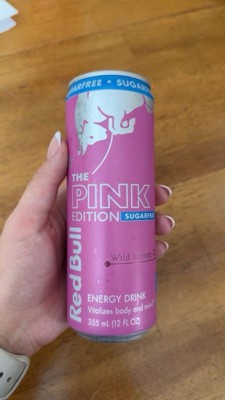 SUGARFREE • SUGAR
THE
PINK
EDITION SUGARFREE
Red Bull
Wild berries
ENERGY DRINK
Vitalizes body and mind.®
355 mL (12 FL OZ)